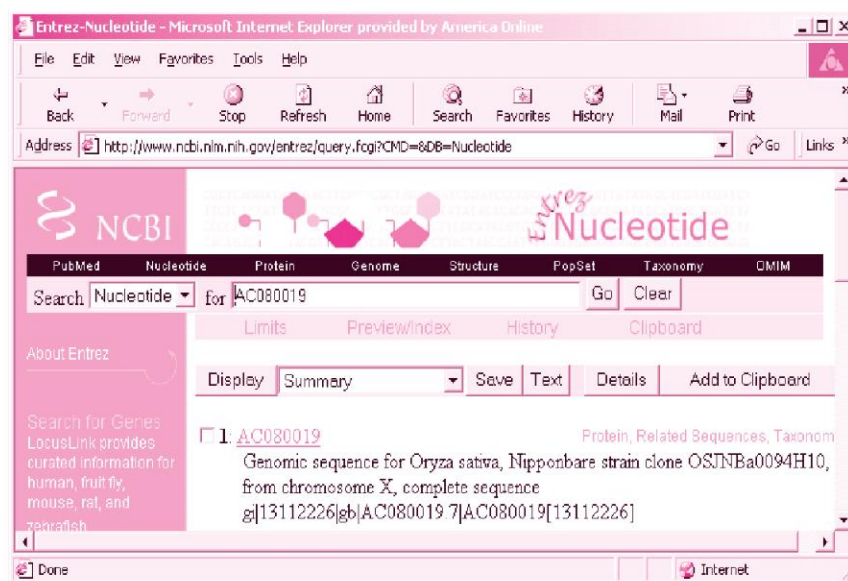 Entrez-Nucleotide - Microsoft Internet Explorer provided by America Online
File Edit View Favorites Tools Help
Back Forward Stop Refresh Home Search Favorites History Mail Print
Address http://www.ncbi.nlm.nih.gov/entrez/query.fcgi?CMD=&DB=Nucleotide Go Links
NCBI Entrez Nucleotide
PubMed Nucleotide Protein Genome Structure PopSet Taxonomy OMIM
Search Nucleotide for AC080019 Go Clear
Limits Preview/Index History Clipboard
About Entrez
Display Summary Save Text Details Add to Clipboard
Search for Genes
LocusLink provides
curated information for
human, fruit fly,
mouse, rat, and
zebrafish
1: AC080019 Protein, Related Sequences, Taxonom
Genomic sequence for Oryza sativa, Nipponbare strain clone OSJNBa0094H10,
from chromosome X, complete sequence
gi|13112226|gb|AC080019.7|AC080019[13112226]
Done Internet